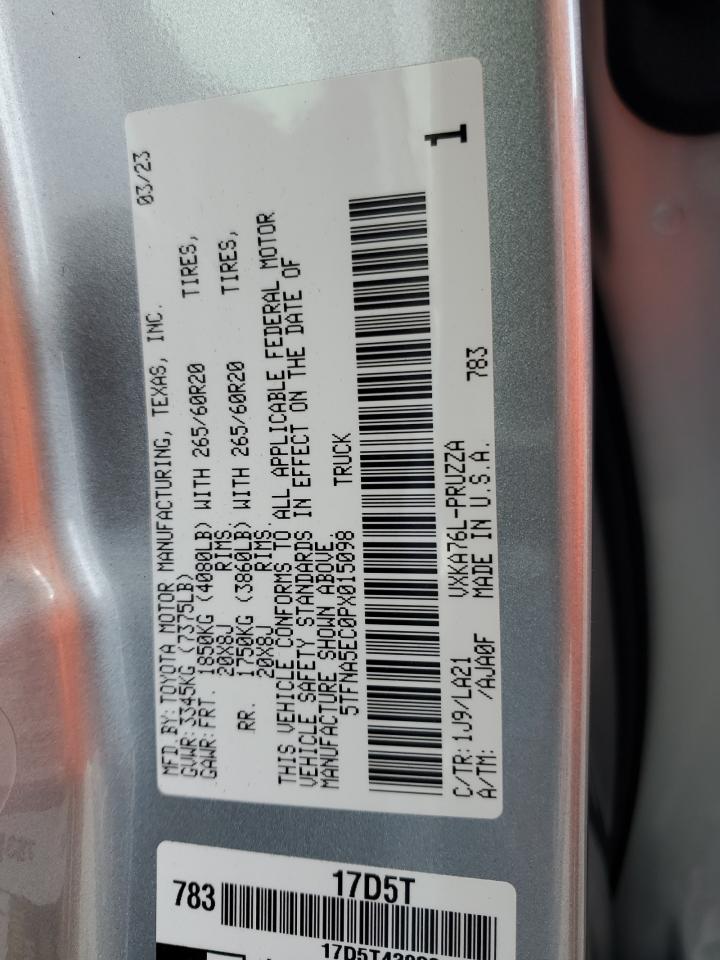 MFD. BY: TOYOTA MOTOR MANUFACTURING, TEXAS, INC. 03/23
GVWR: 3345KG (7375LB)
GAWR: FRT. 1850KG (4080LB) WITH 265/60R20 TIRES,
20X8J RIMS.
RR. 1750KG (3860LB) WITH 265/60R20 TIRES,
20X8J RIMS.
THIS VEHICLE CONFORMS TO ALL APPLICABLE FEDERAL MOTOR
VEHICLE SAFETY STANDARDS IN EFFECT ON THE DATE OF
MANUFACTURE SHOWN ABOVE.
5TFNA5EC0PX015098 TRUCK
1
C/TR: 1J9/LA21 VXKA76L-PRUZZA 783
A/TM: /AJA0F MADE IN U.S.A.
783 17D5T